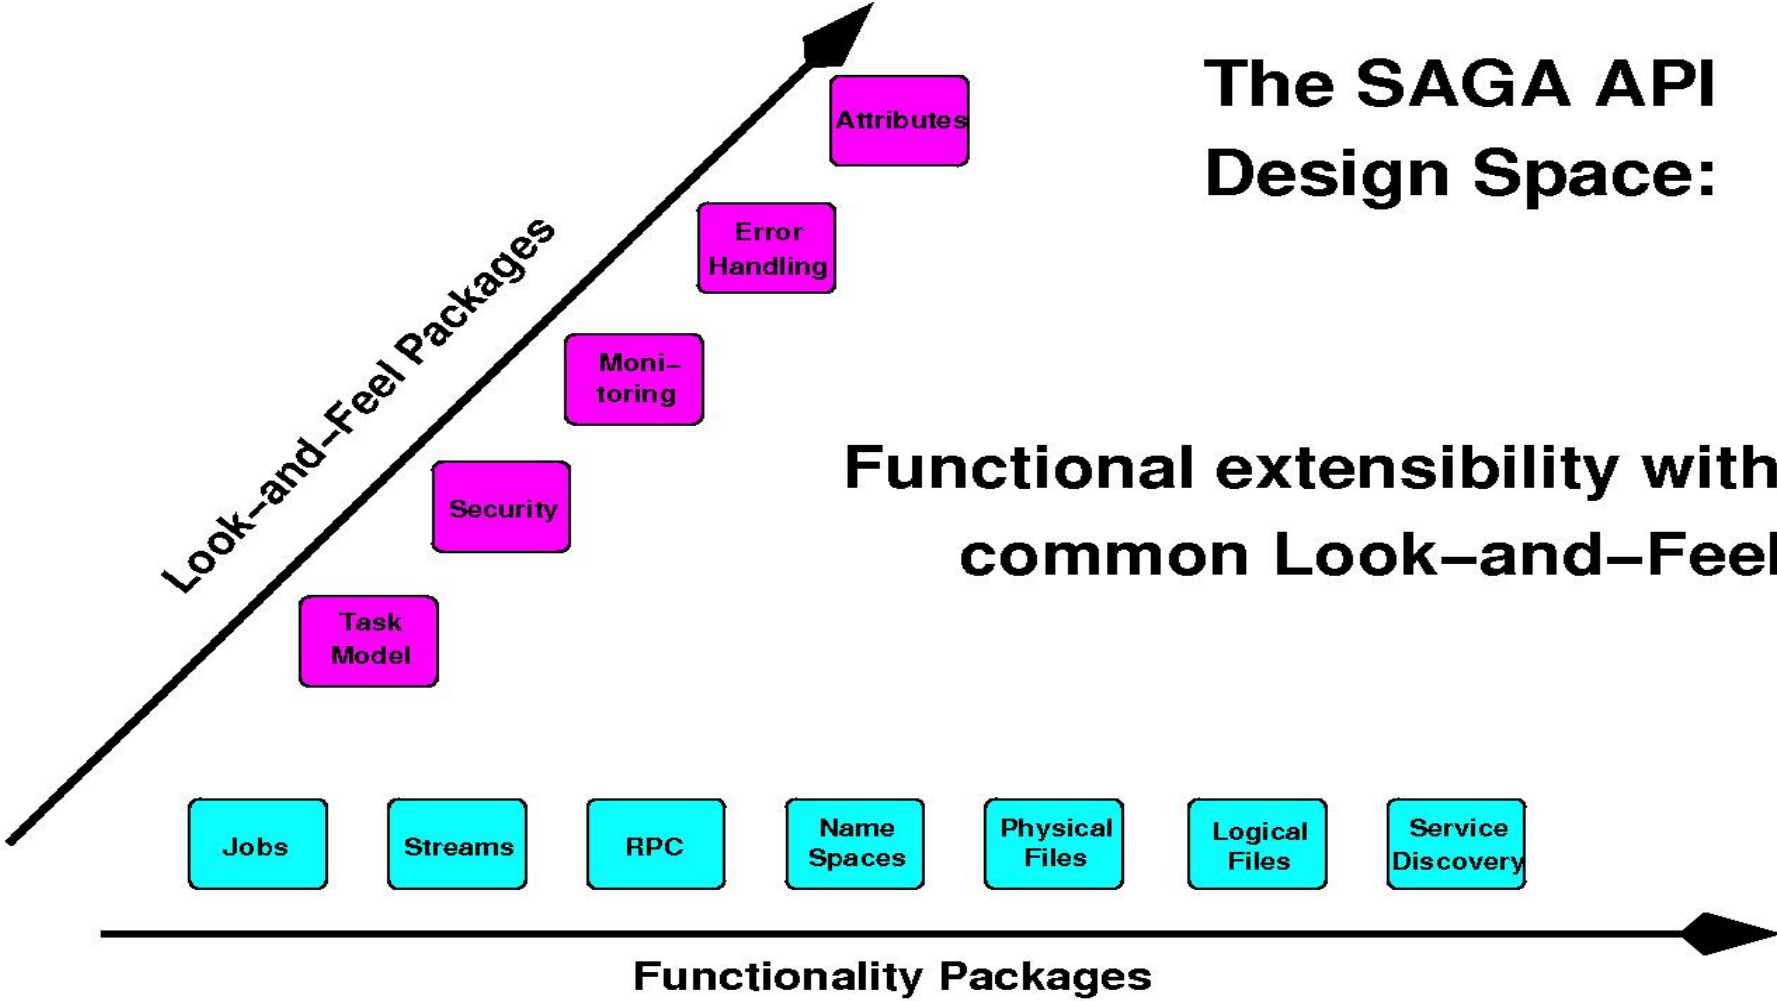 The SAGA API
Design Space:
Attributes
Error
Handling
Look–and–Feel Packages
Moni–
toring
Functional extensibility with
common Look–and–Feel
Security
Task
Model
Jobs
Streams
RPC
Name
Spaces
Physical
Files
Logical
Files
Service
Discovery
Functionality Packages